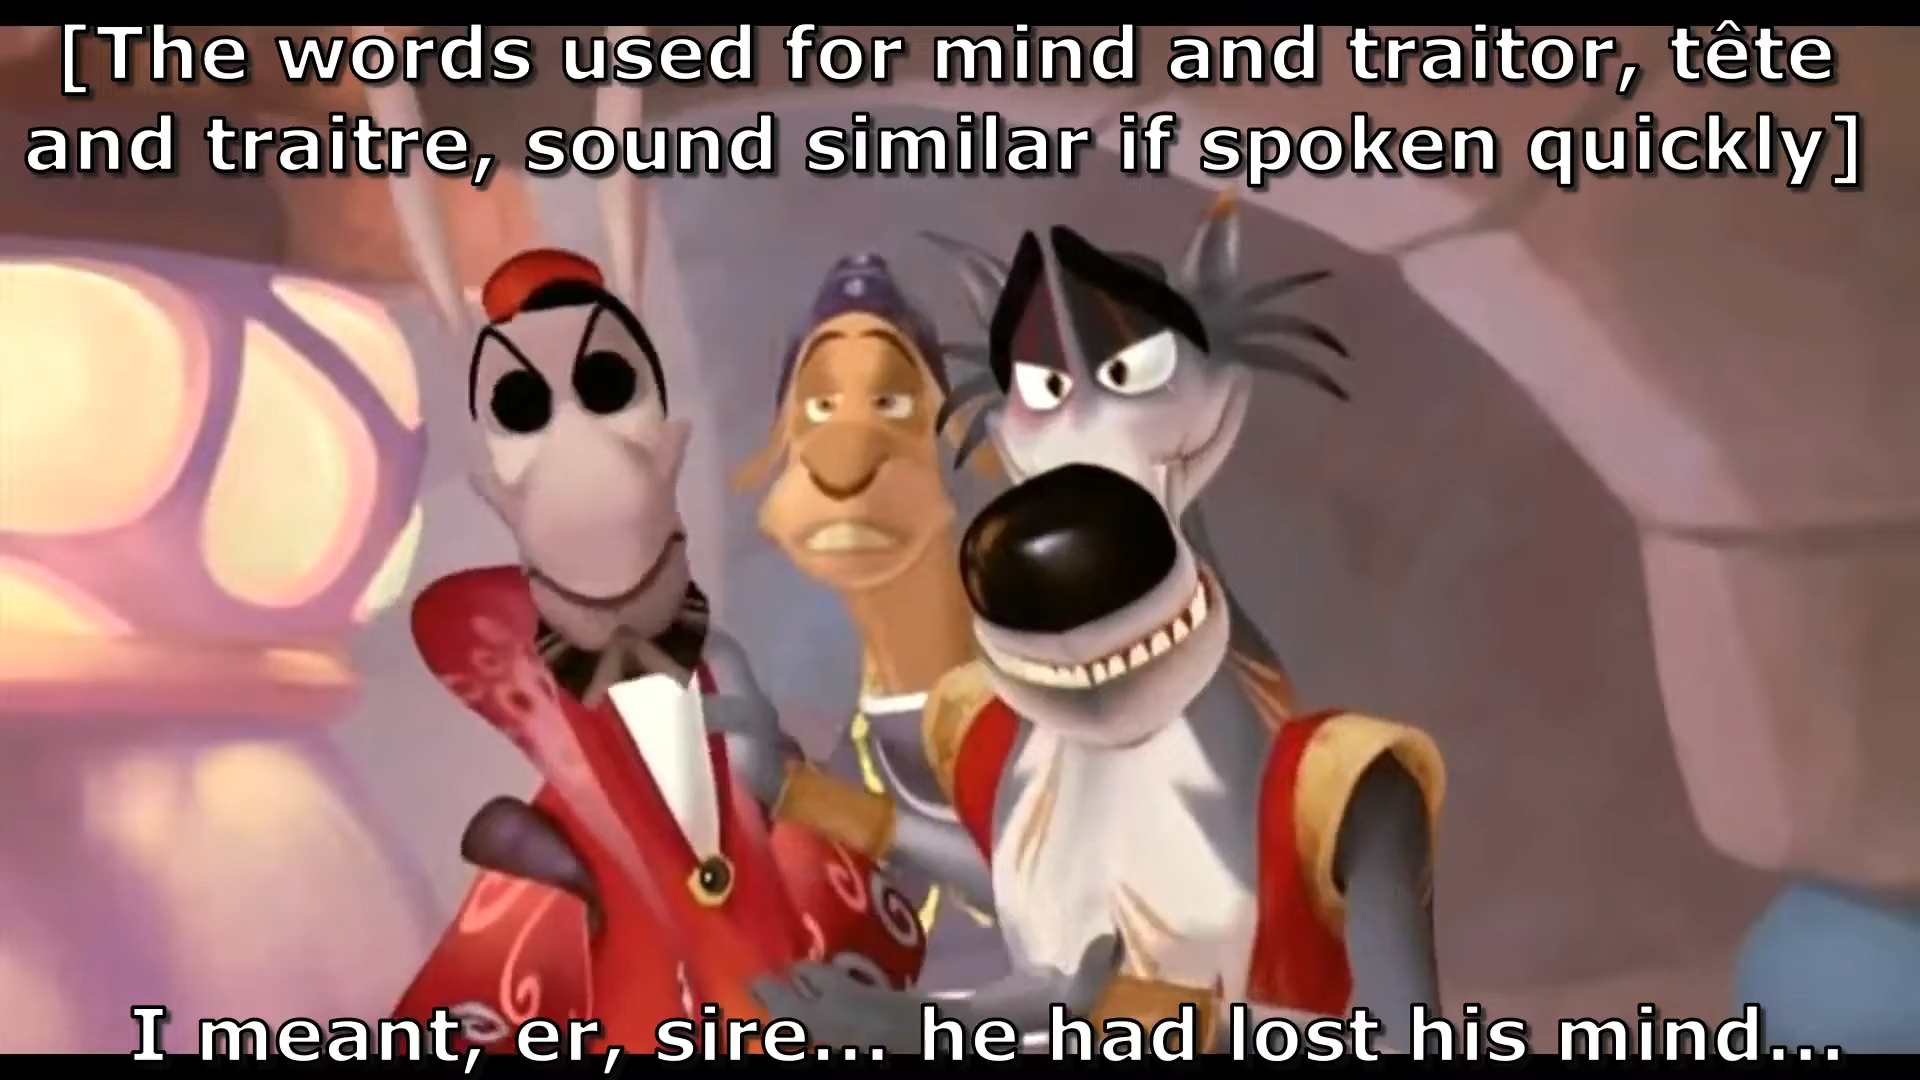 [The words used for mind and traitor, tête
and traitre, sound similar if spoken quickly]
I meant, er, sire... he had lost his mind...